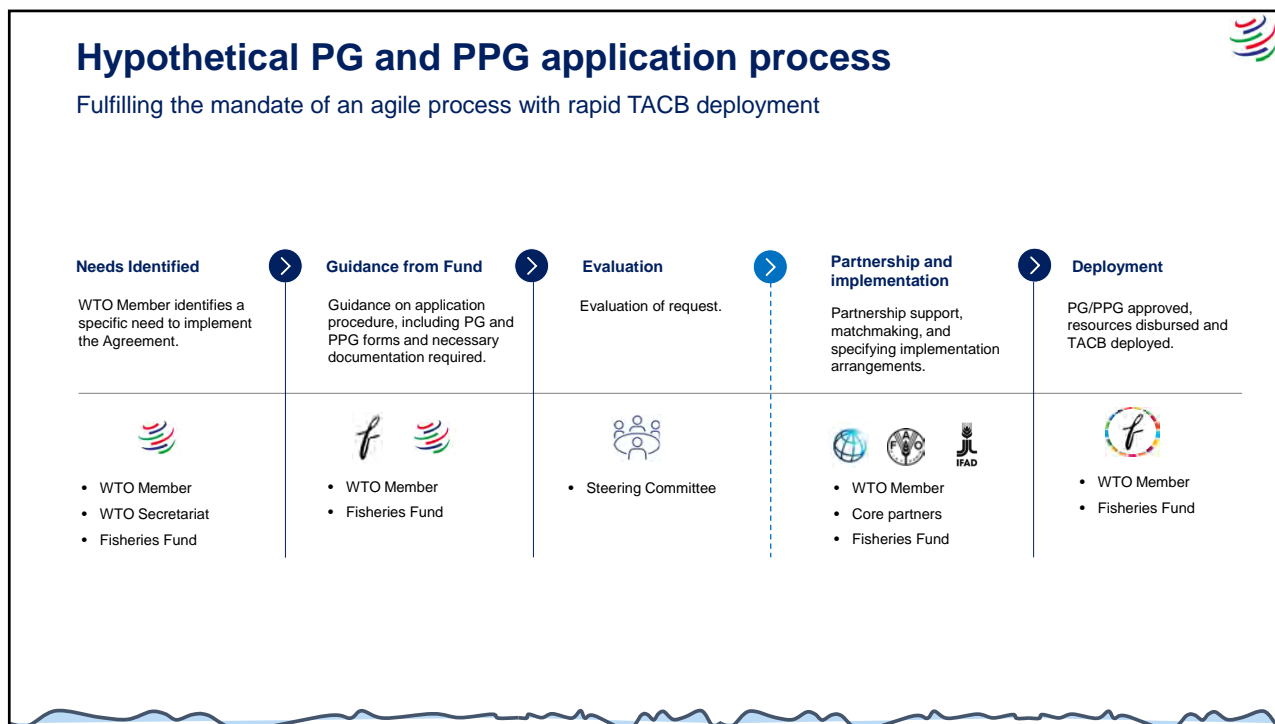 Hypothetical PG and PPG application process
Fulfilling the mandate of an agile process with rapid TACB deployment
Needs Identified
WTO Member identifies a
specific need to implement
the Agreement.
• WTO Member
• WTO Secretariat
• Fisheries Fund
Guidance from Fund
Guidance on application
procedure, including PG and
PPG forms and necessary
documentation required.
f
• WTO Member
• Fisheries Fund
Evaluation
Evaluation of request.
• Steering Committee
Partnership and
implementation
Partnership support,
matchmaking, and
specifying implementation
arrangements.
FAO
IFAD
• WTO Member
• Core partners
• Fisheries Fund
Deployment
PG/PPG approved,
resources disbursed and
TACB deployed.
f
• WTO Member
• Fisheries Fund